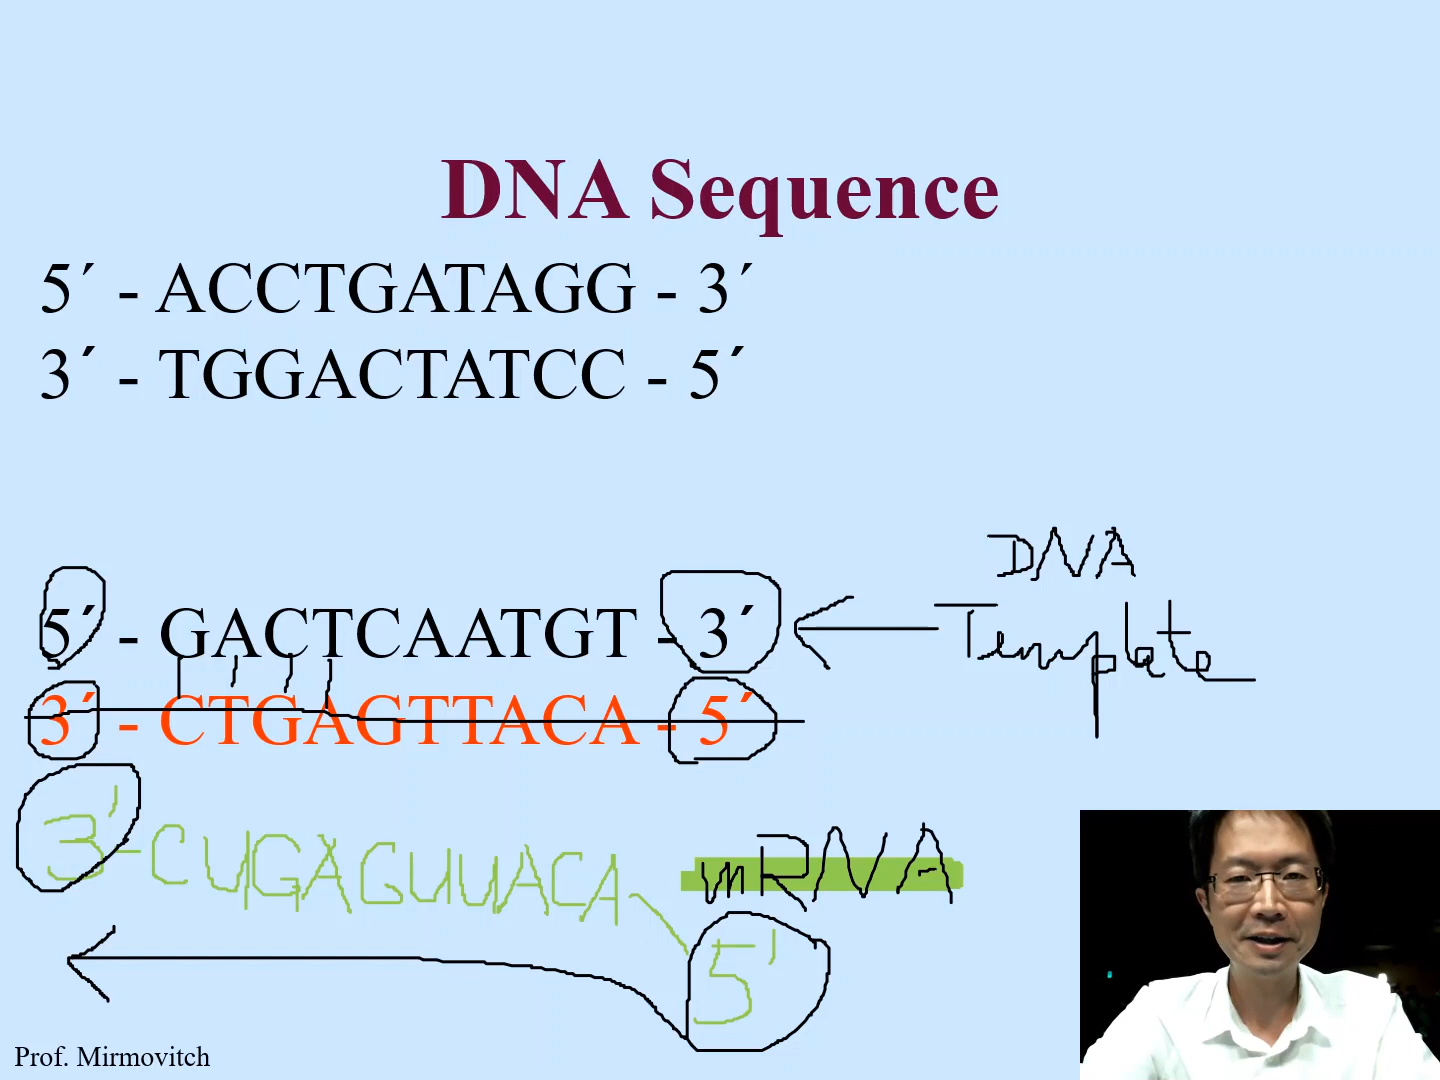 DNA Sequence
5´ - ACCTGATAGG - 3´
3´ - TGGACTATCC - 5´
DNA
Template
5´ - GACTCAATGT - 3´
3´ - CTGAGTTACA - 5´
3' - CUGAGUUACA - 5'
mRNA
Prof. Mirmovitch